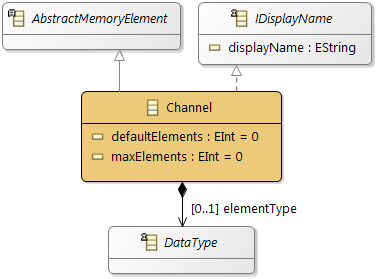 AbstractMemoryElement
IDisplayName
displayName : EString
Channel
defaultElements : EInt = 0
maxElements : EInt = 0
[0..1] elementType
DataType